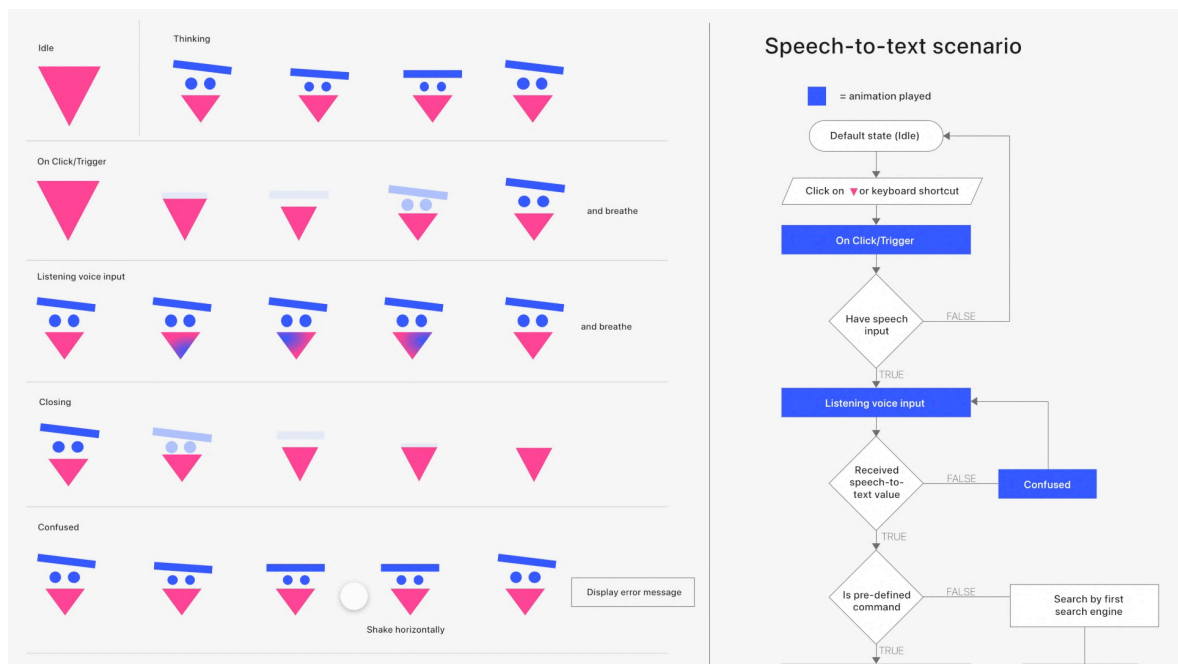 Idle
Thinking
On Click/Trigger
and breathe
Listening voice input
and breathe
Closing
Confused
Shake horizontally
Display error message
Speech-to-text scenario
= animation played
Default state (Idle)
Click on or keyboard shortcut
On Click/Trigger
Have speech
input
FALSE
TRUE
Listening voice input
Received
speech-to-
text value
FALSE
Confused
TRUE
Is pre-defined
command
FALSE
Search by first
search engine
TRUE